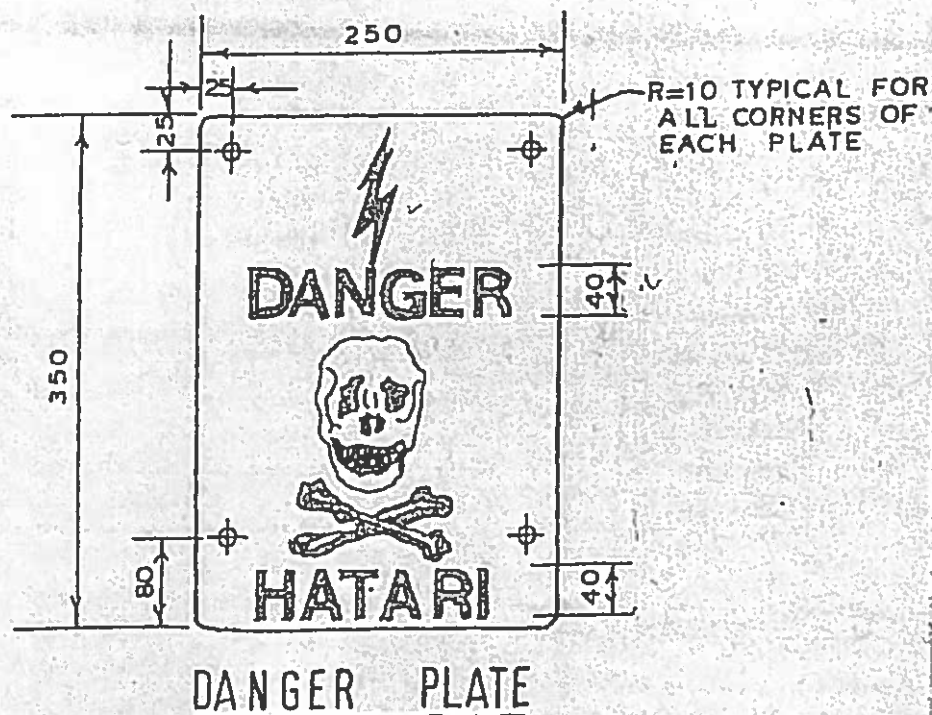 250
25
R=10 TYPICAL FOR
ALL CORNERS OF
EACH PLATE
25
DANGER
40
350
80
HATARI
40
DANGER PLATE